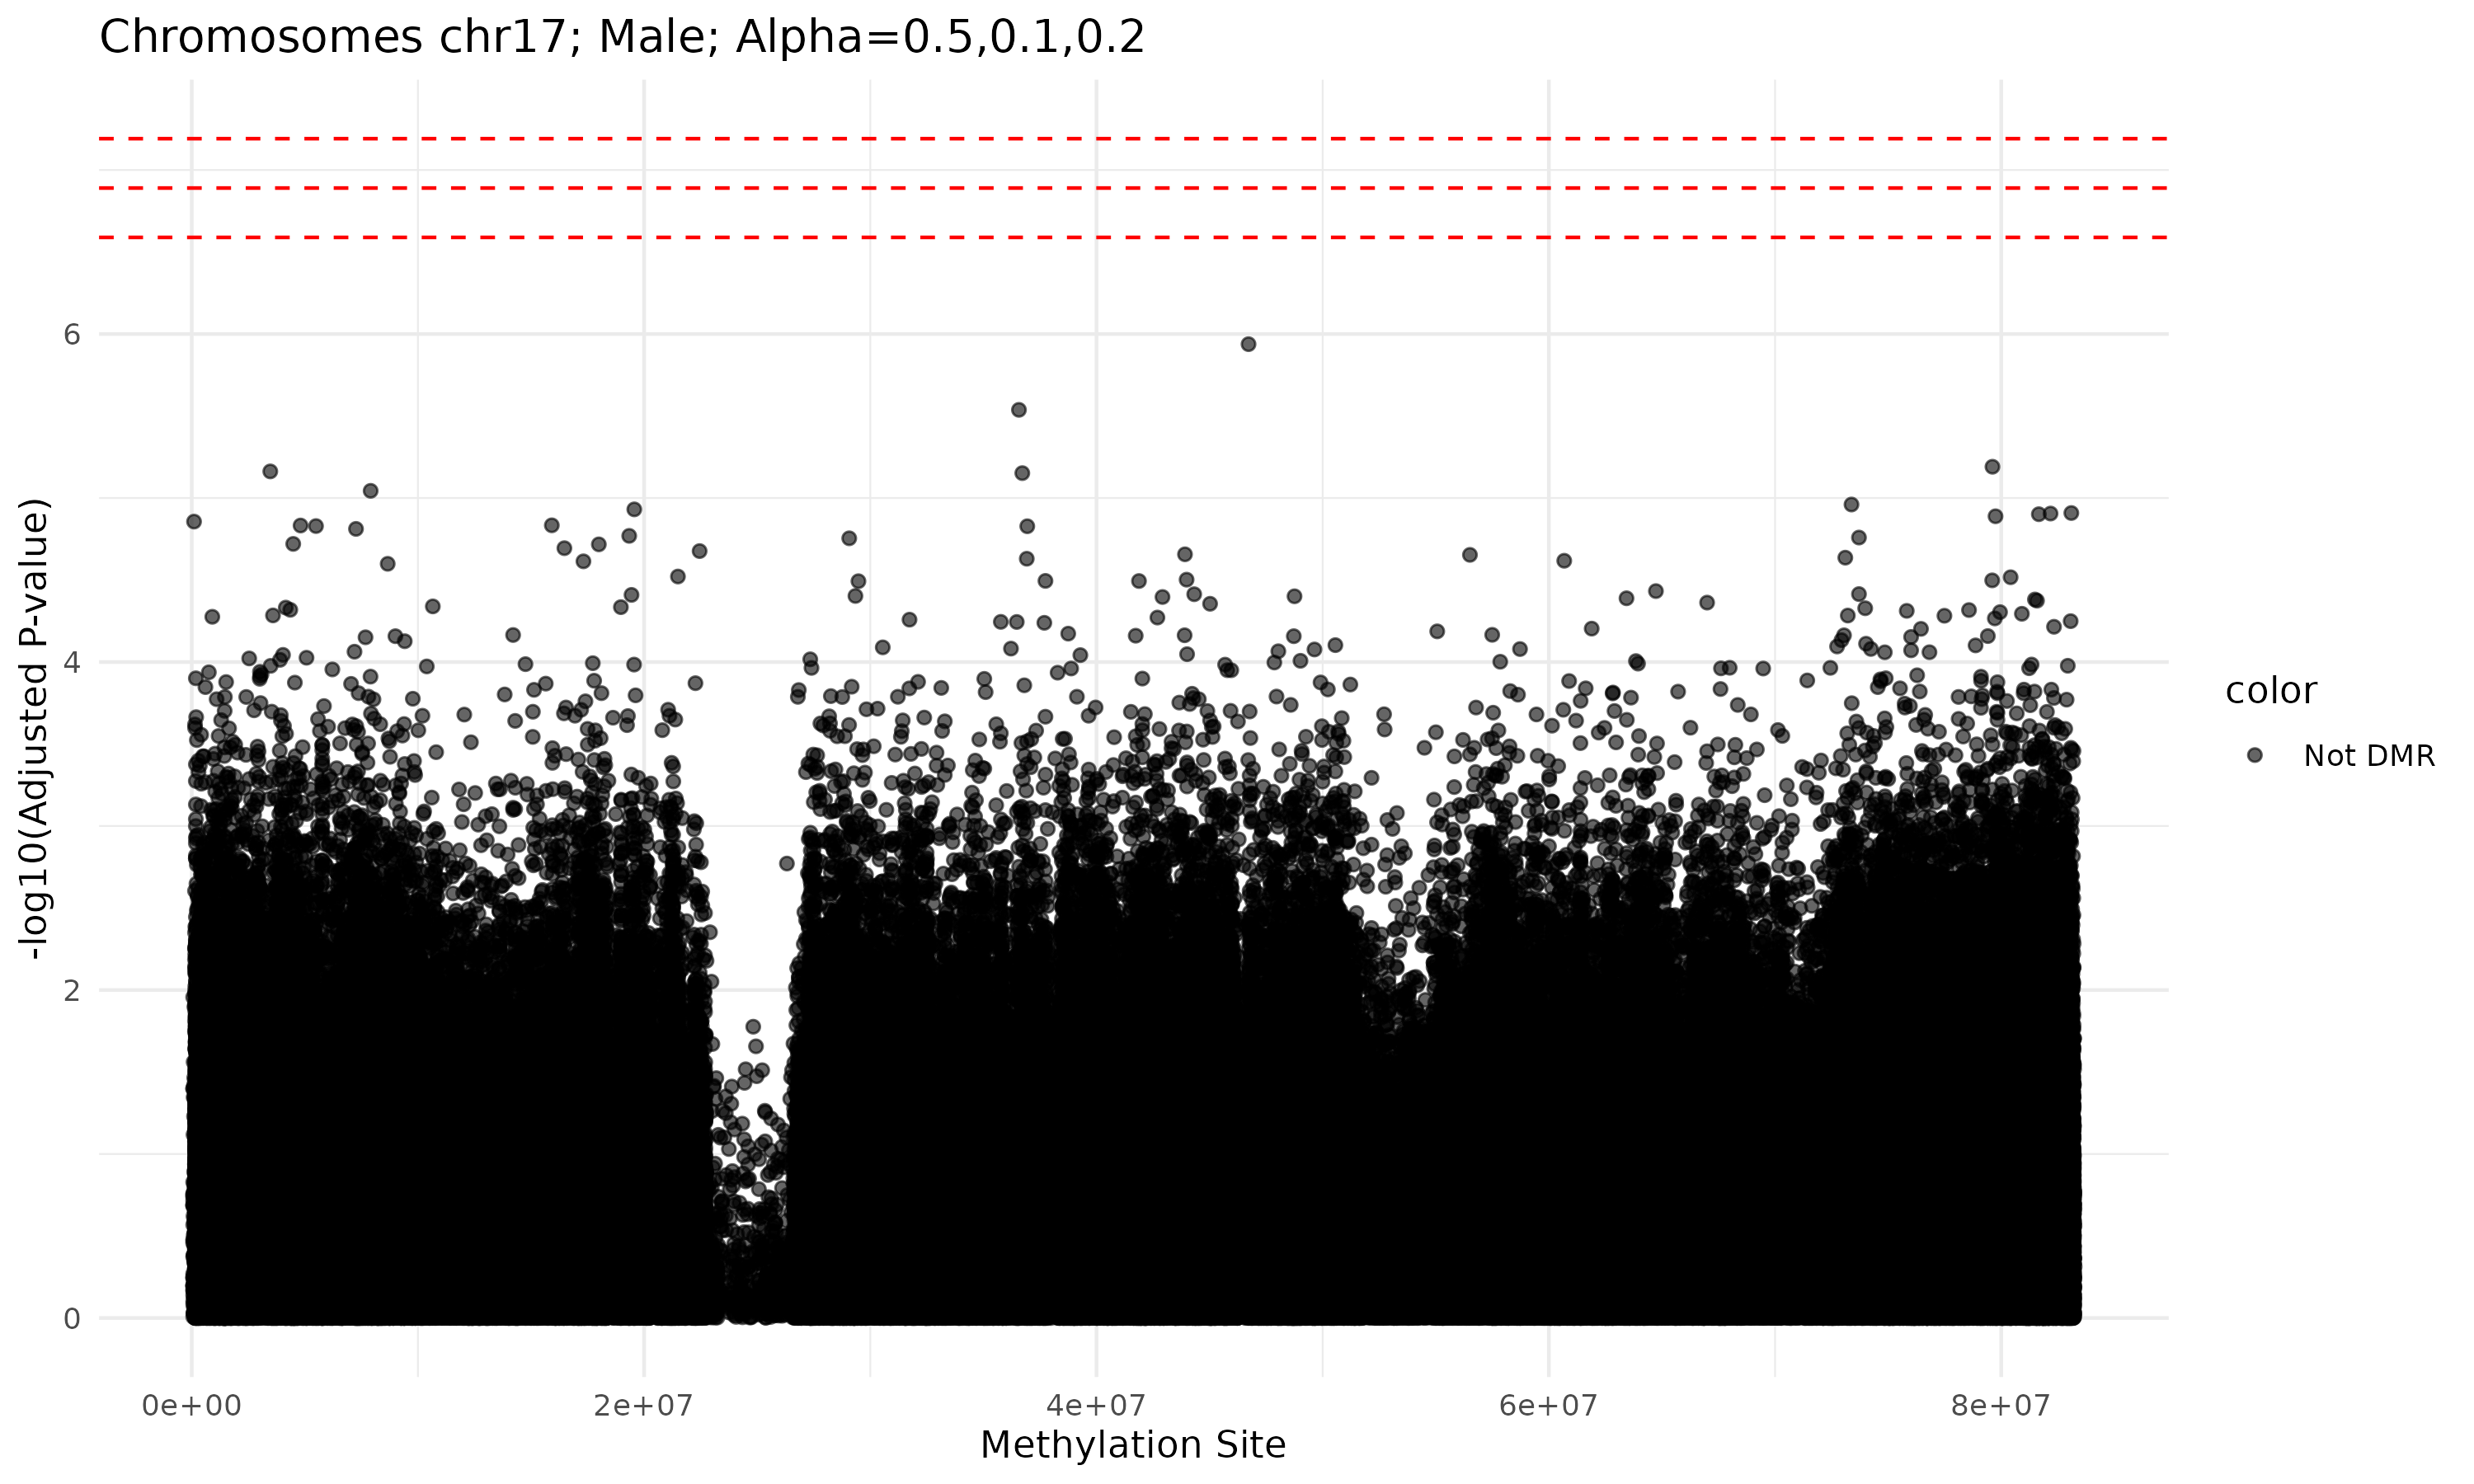 Chromosomes chr17; Male; Alpha=0.5,0.1,0.2
-log10(Adjusted P-value)
6
4
2
0
0e+00 2e+07 4e+07 6e+07 8e+07
Methylation Site
color
Not DMR